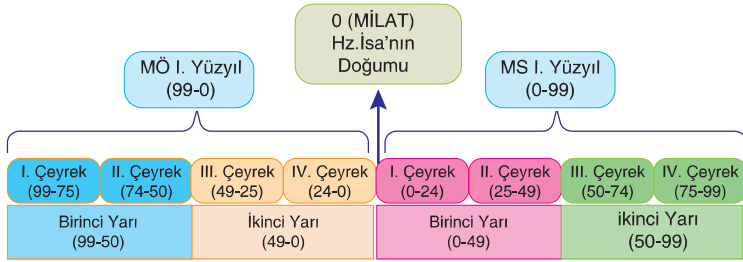 0 (MİLAT)
Hz.İsa'nın
Doğumu
MÖ I. Yüzyıl
(99-0)
MS I. Yüzyıl
(0-99)
I. Çeyrek
(99-75)
II. Çeyrek
(74-50)
III. Çeyrek
(49-25)
IV. Çeyrek
(24-0)
I. Çeyrek
(0-24)
II. Çeyrek
(25-49)
III. Çeyrek
(50-74)
IV. Çeyrek
(75-99)
Birinci Yarı
(99-50)
İkinci Yarı
(49-0)
Birinci Yarı
(0-49)
ikinci Yarı
(50-99)